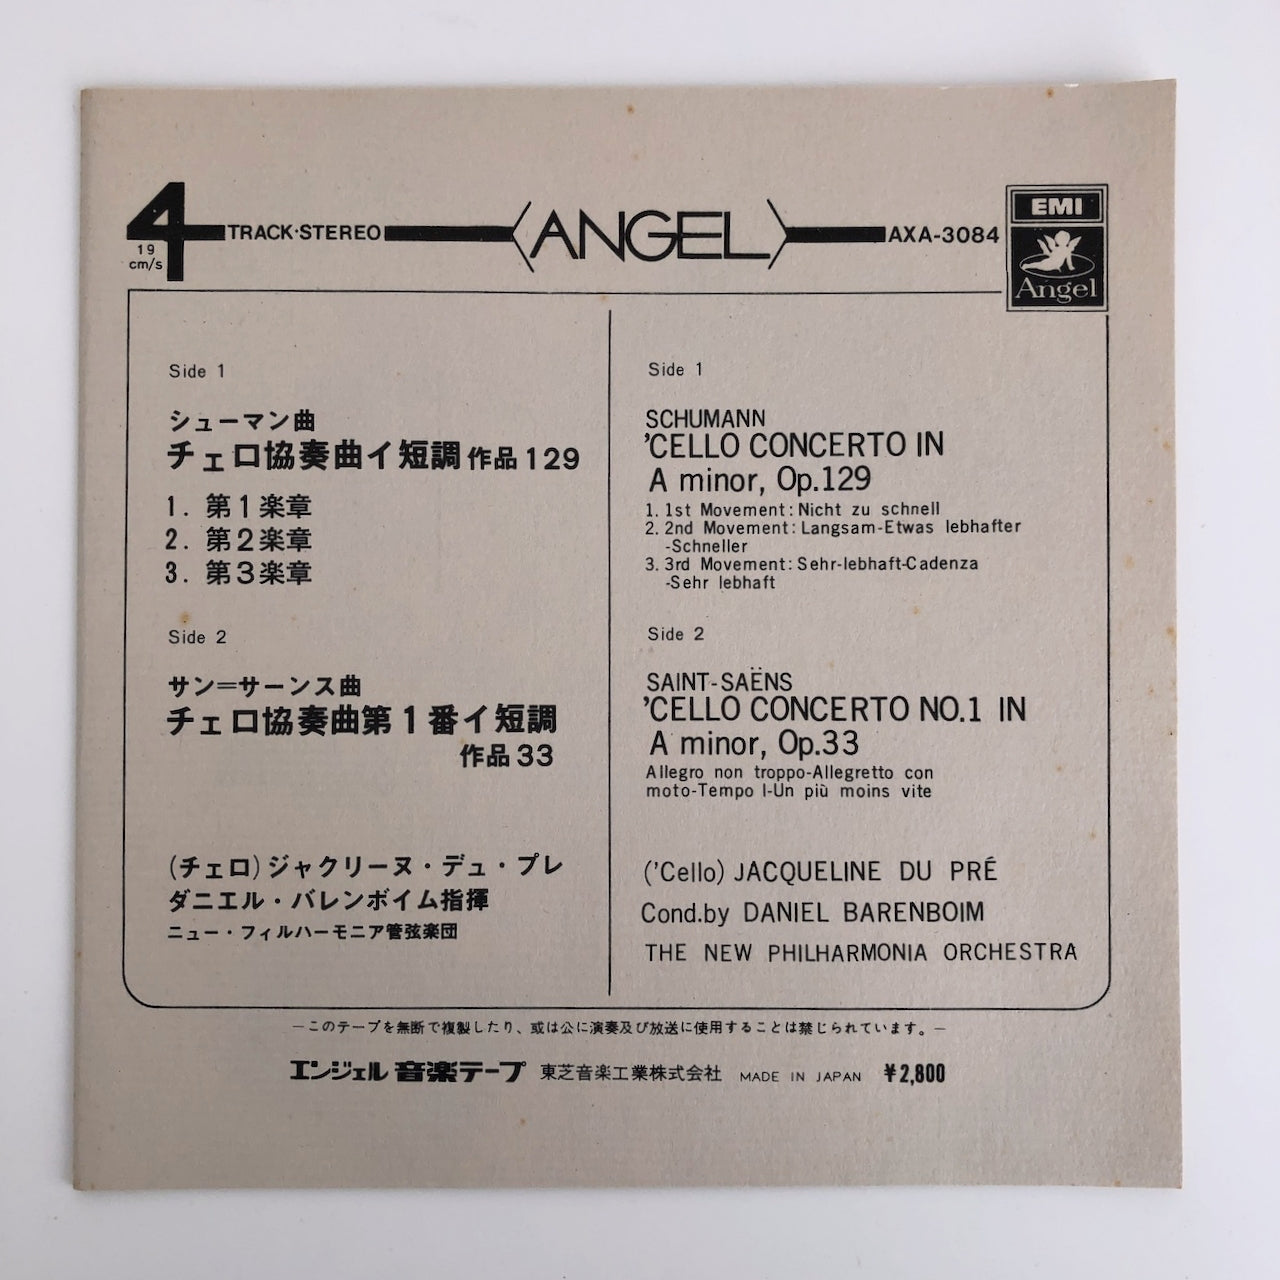 4 TRACK·STEREO ANGEL AXA-3084
19
cm/s
EMI
Angel
Side 1
シューマン曲
チェロ協奏曲イ短調 作品129
1. 第1楽章
2. 第2楽章
3. 第3楽章
Side 2
サン=サーンス曲
チェロ協奏曲第1番イ短調
作品33
(チェロ)ジャクリーヌ・デュ・プレ
ダニエル・バレンボイム指揮
ニュー・フィルハーモニア管弦楽団
Side 1
SCHUMANN
'CELLO CONCERTO IN
A minor, Op.129
1. 1st Movement: Nicht zu schnell
2. 2nd Movement: Langsam-Etwas lebhafter
-Schneller
3. 3rd Movement: Sehr-lebhaft-Cadenza
-Sehr lebhaft
Side 2
SAINT-SAËNS
'CELLO CONCERTO NO.1 IN
A minor, Op.33
Allegro non troppo-Allegretto con
moto-Tempo I-Un più moins vite
('Cello) JACQUELINE DU PRÉ
Cond.by DANIEL BARENBOIM
THE NEW PHILHARMONIA ORCHESTRA
—このテープを無断で複製したり、或は公に演奏及び放送に使用することは禁じられています。—
エンジェル音楽テープ 東芝音楽工業株式会社 MADE IN JAPAN ¥2,800